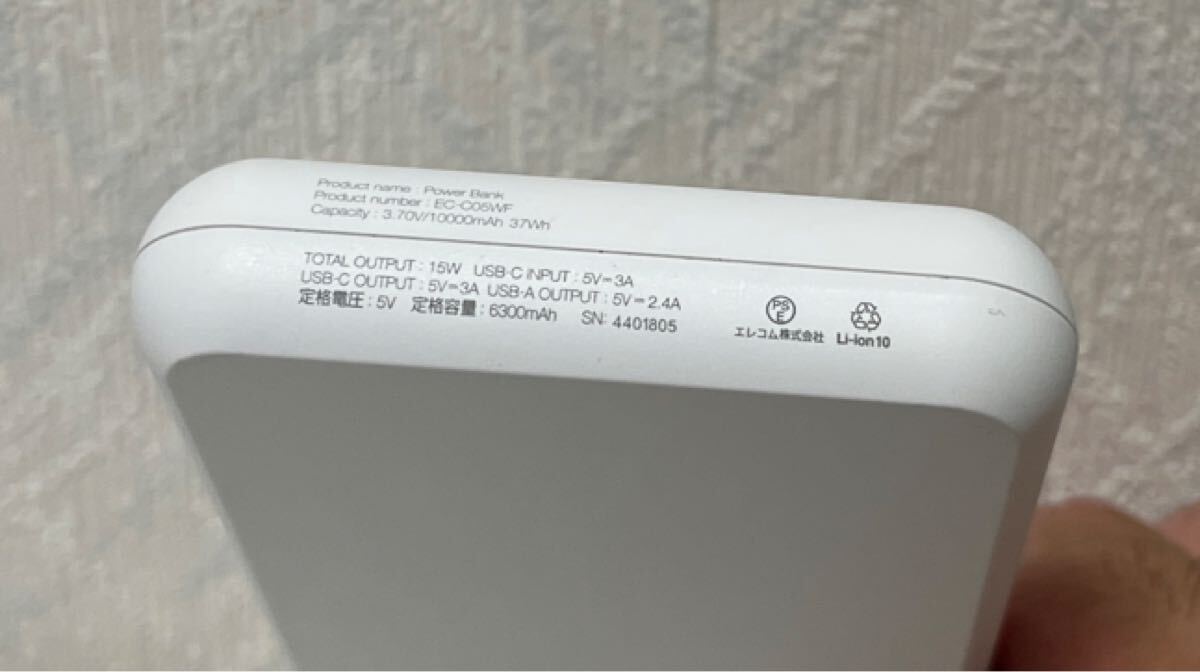 Product name : Power Bank
Product number : EC-C05WF
Capacity : 3.70V/10000mAh 37Wh
TOTAL OUTPUT : 15W USB-C INPUT : 5V=3A
USB-C OUTPUT : 5V=3A USB-A OUTPUT : 5V=2.4A
定格電圧 : 5V 定格容量 : 6300mAh SN: 4401805
PSE
エレコム株式会社 Li-ion10